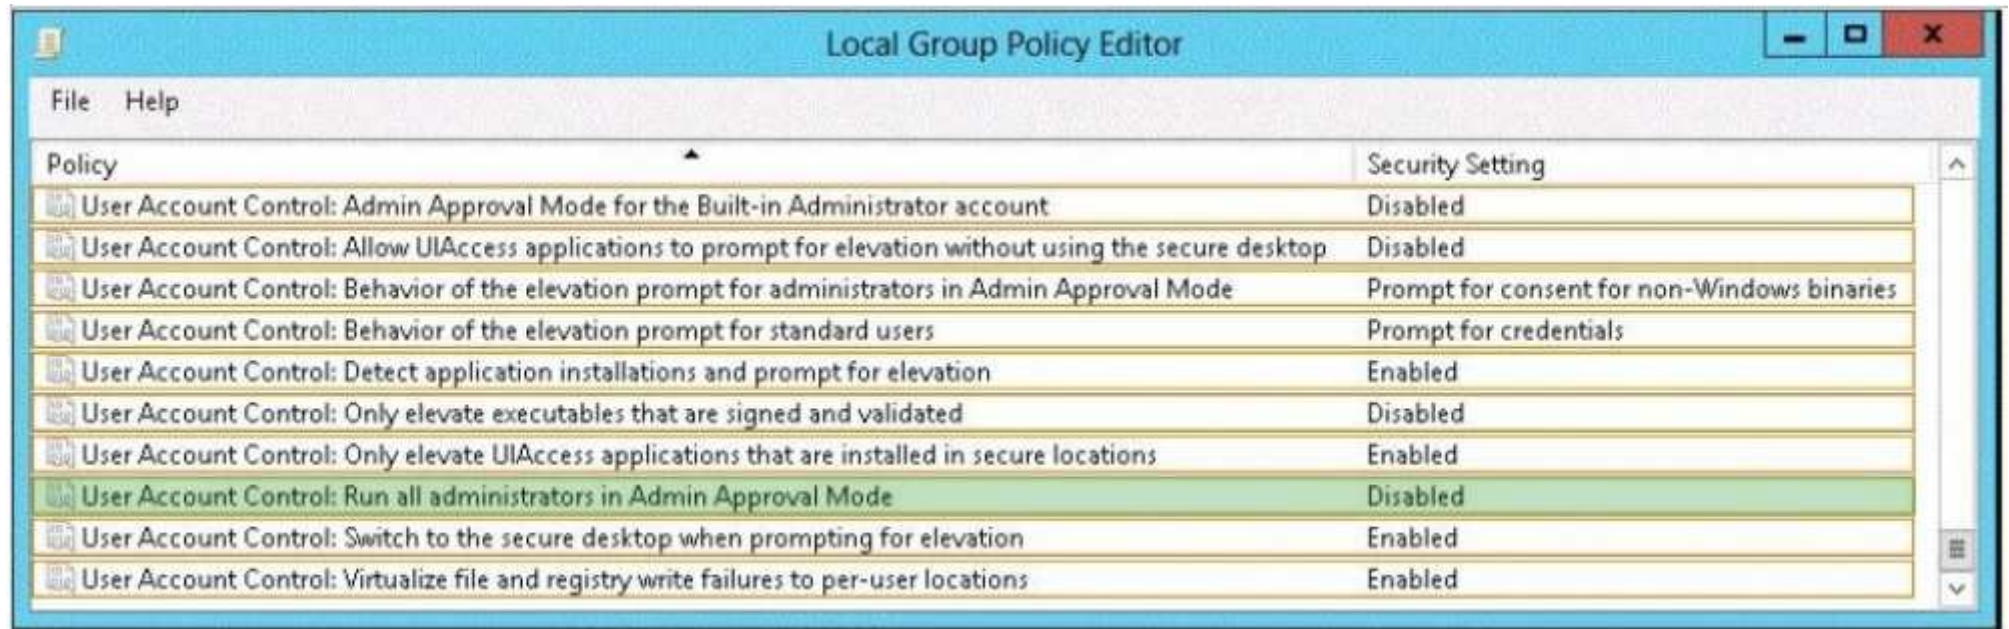 Local Group Policy Editor
File Help
Policy Security Setting
User Account Control: Admin Approval Mode for the Built-in Administrator account Disabled
User Account Control: Allow UIAccess applications to prompt for elevation without using the secure desktop Disabled
User Account Control: Behavior of the elevation prompt for administrators in Admin Approval Mode Prompt for consent for non-Windows binaries
User Account Control: Behavior of the elevation prompt for standard users Prompt for credentials
User Account Control: Detect application installations and prompt for elevation Enabled
User Account Control: Only elevate executables that are signed and validated Disabled
User Account Control: Only elevate UIAccess applications that are installed in secure locations Enabled
User Account Control: Run all administrators in Admin Approval Mode Disabled
User Account Control: Switch to the secure desktop when prompting for elevation Enabled
User Account Control: Virtualize file and registry write failures to per-user locations Enabled